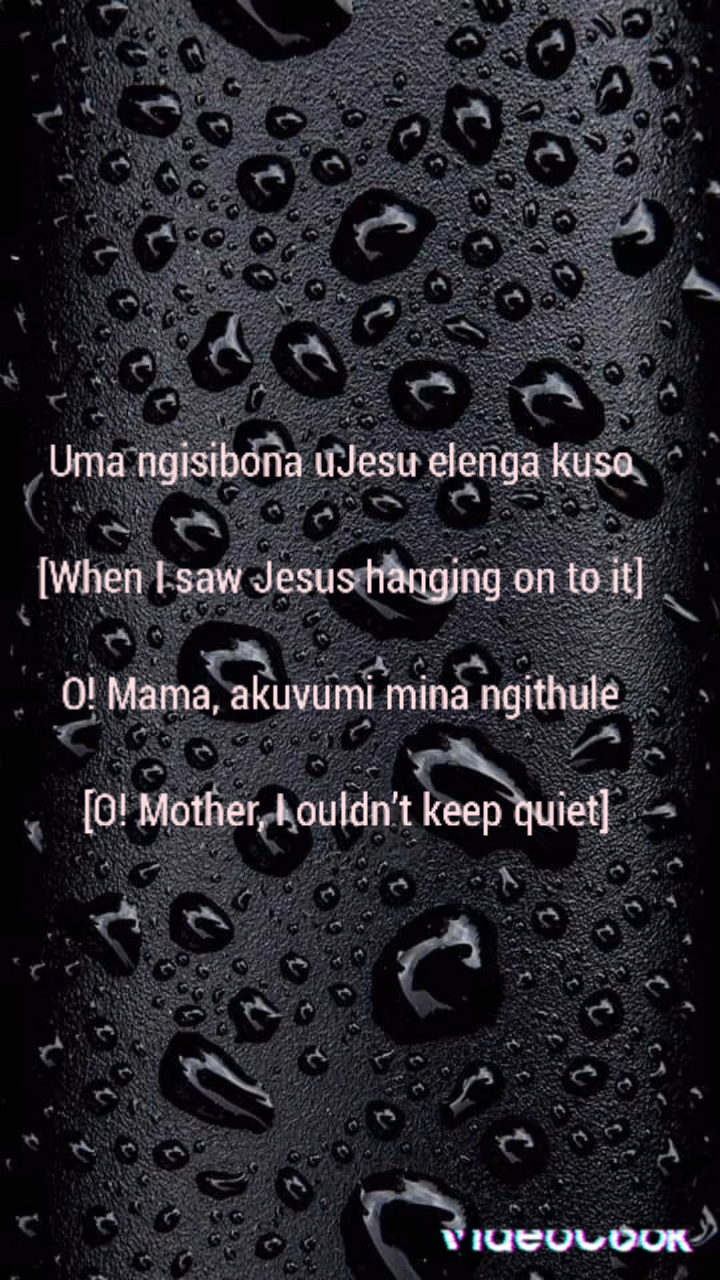 Uma ngisibona uJesu elenga kuso
[When I saw Jesus hanging on to it]
O! Mama, akuvumi mina ngithule
[O! Mother, I ouldn't keep quiet]
VideoCook